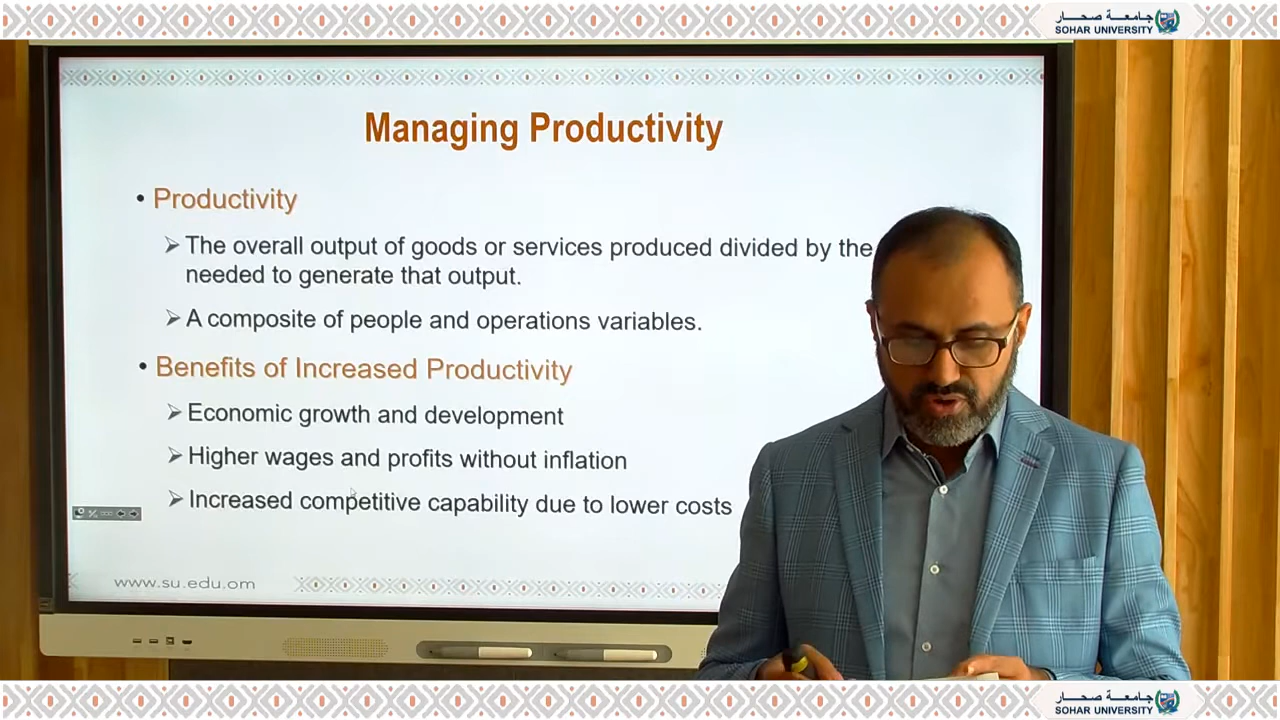 جامعة صحار
SOHAR UNIVERSITY
Managing Productivity
• Productivity
➢ The overall output of goods or services produced divided by the
needed to generate that output.
➢ A composite of people and operations variables.
• Benefits of Increased Productivity
➢ Economic growth and development
➢ Higher wages and profits without inflation
➢ Increased competitive capability due to lower costs
www.su.edu.om
جامعة صحار
SOHAR UNIVERSITY